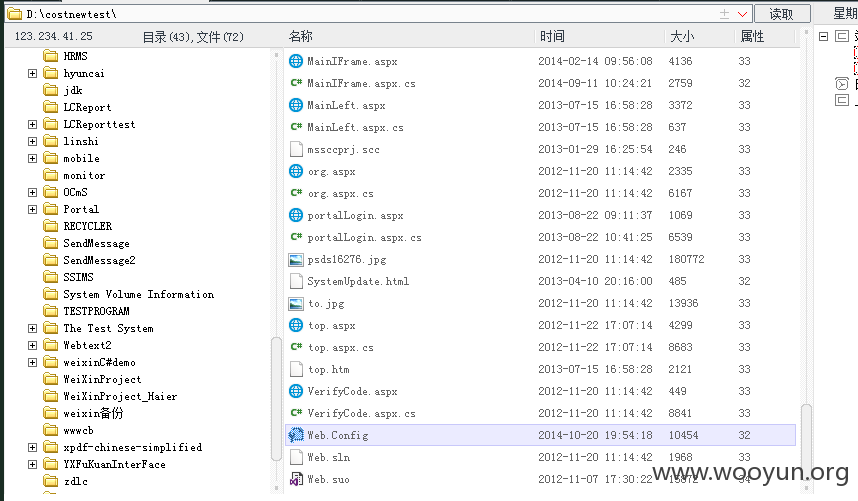 D:\costnewtest\ 读取 星期
123.234.41.25 目录(43),文件(72) 名称 时间 大小 属性
HRMS
hyuncai
jdk
LCReport
LCReporttest
linshi
mobile
monitor
OCmS
Portal
RECYCLER
SendMessage
SendMessage2
SSIMS
System Volume Information
TESTPROGRAM
The Test System
Webtext2
weixinC#demo
WeiXinProject
WeiXinProject_Haier
weixin备份
wwwcb
xpdf-chinese-simplified
YXFuKuanInterFace
zdlc
MainIFrame.aspx 2014-02-14 09:56:08 4136 33
MainIFrame.aspx.cs 2014-09-11 10:24:21 2759 32
MainLeft.aspx 2013-07-15 16:58:28 3372 33
MainLeft.aspx.cs 2013-07-15 16:58:28 637 33
mssccprj.scc 2013-01-29 16:25:54 246 33
org.aspx 2012-11-20 11:14:42 2335 33
org.aspx.cs 2012-11-20 11:14:42 6167 33
portalLogin.aspx 2013-08-22 09:11:37 1069 33
portalLogin.aspx.cs 2013-08-22 10:41:25 6539 33
psds16276.jpg 2012-11-20 11:14:42 180772 33
SystemUpdate.html 2013-04-10 20:16:00 485 32
to.jpg 2012-11-20 11:14:42 13936 33
top.aspx 2012-11-22 17:07:14 4299 33
top.aspx.cs 2012-11-22 17:07:14 8683 33
top.htm 2013-07-15 16:58:28 2121 33
VerifyCode.aspx 2012-11-20 11:14:42 449 33
VerifyCode.aspx.cs 2012-11-20 11:14:42 8841 33
Web.Config 2014-10-20 19:54:18 10454 32
Web.sln 2012-11-20 11:14:42 1968 33
Web.suo 2012-11-07 17:30:22 34
www.wooyun.org